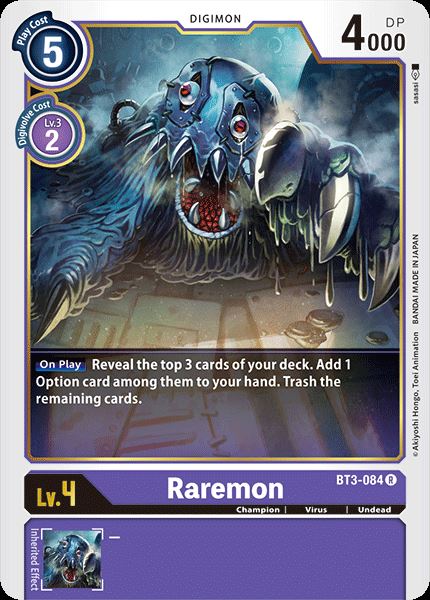 Play Cost
5
DIGIMON
DP
4000
Digivolve Cost
Lv.3
2
sasasi
On Play Reveal the top 3 cards of your deck. Add 1
Option card among them to your hand. Trash the
remaining cards.
© Akiyoshi Hongo, Toei Animation BANDAI MADE IN JAPAN
Lv.4
Raremon
BT3-084 R
Champion | Virus | Undead
Inherited Effect
—